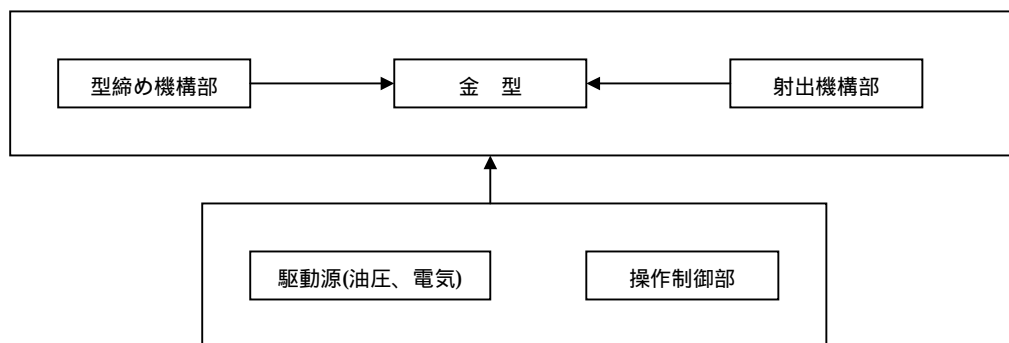 型締め機構部
金　型
射出機構部
駆動源(油圧、電気)
操作制御部